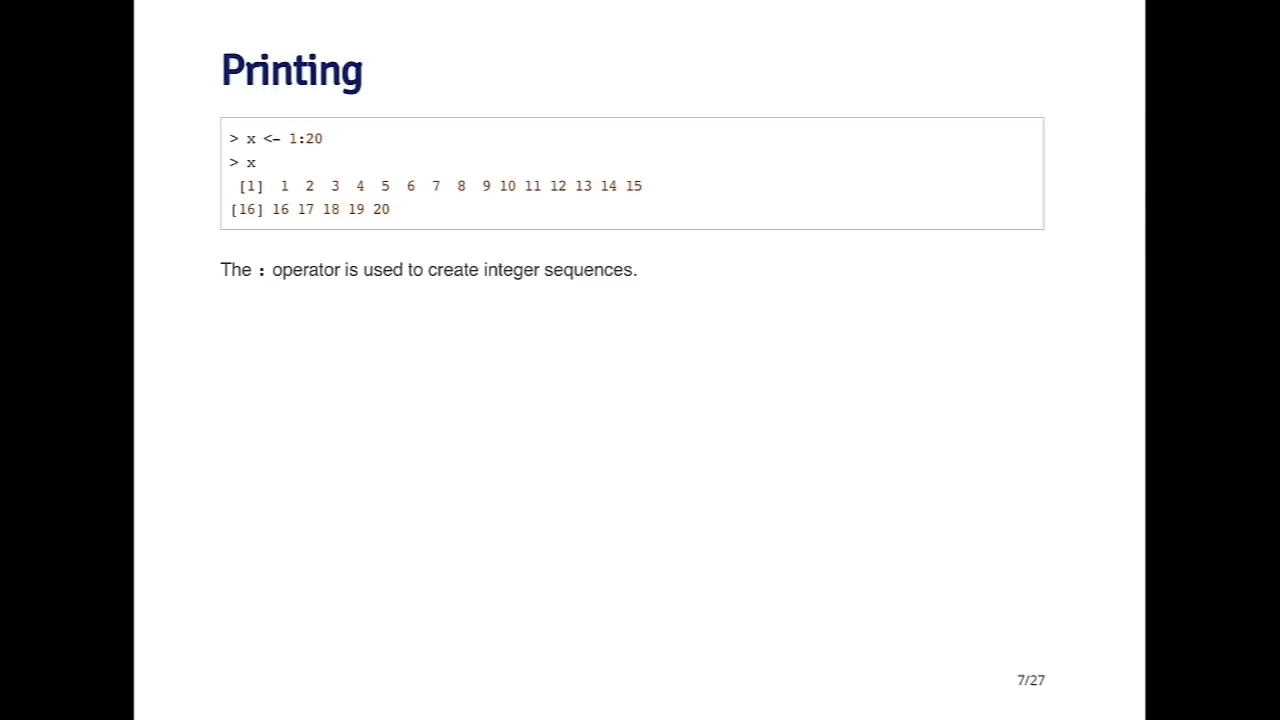 Printing
> x <- 1:20
> x
 [1]  1  2  3  4  5  6  7  8  9 10 11 12 13 14 15
[16] 16 17 18 19 20
The : operator is used to create integer sequences.
7/27